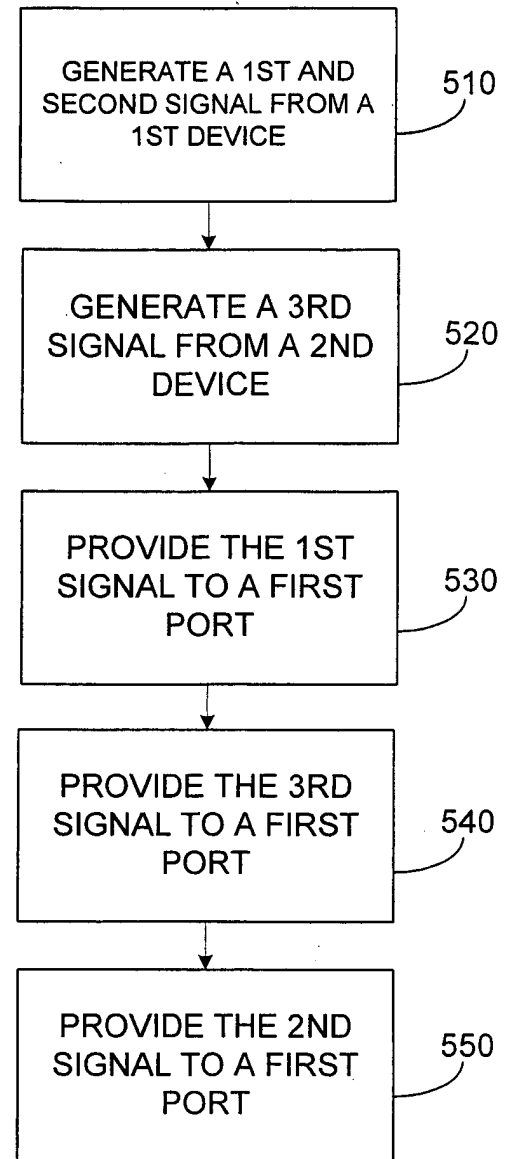 GENERATE A 1ST AND
SECOND SIGNAL FROM A
1ST DEVICE
510
GENERATE A 3RD
SIGNAL FROM A 2ND
DEVICE
520
PROVIDE THE 1ST
SIGNAL TO A FIRST
PORT
530
PROVIDE THE 3RD
SIGNAL TO A FIRST
PORT
540
PROVIDE THE 2ND
SIGNAL TO A FIRST
PORT
550